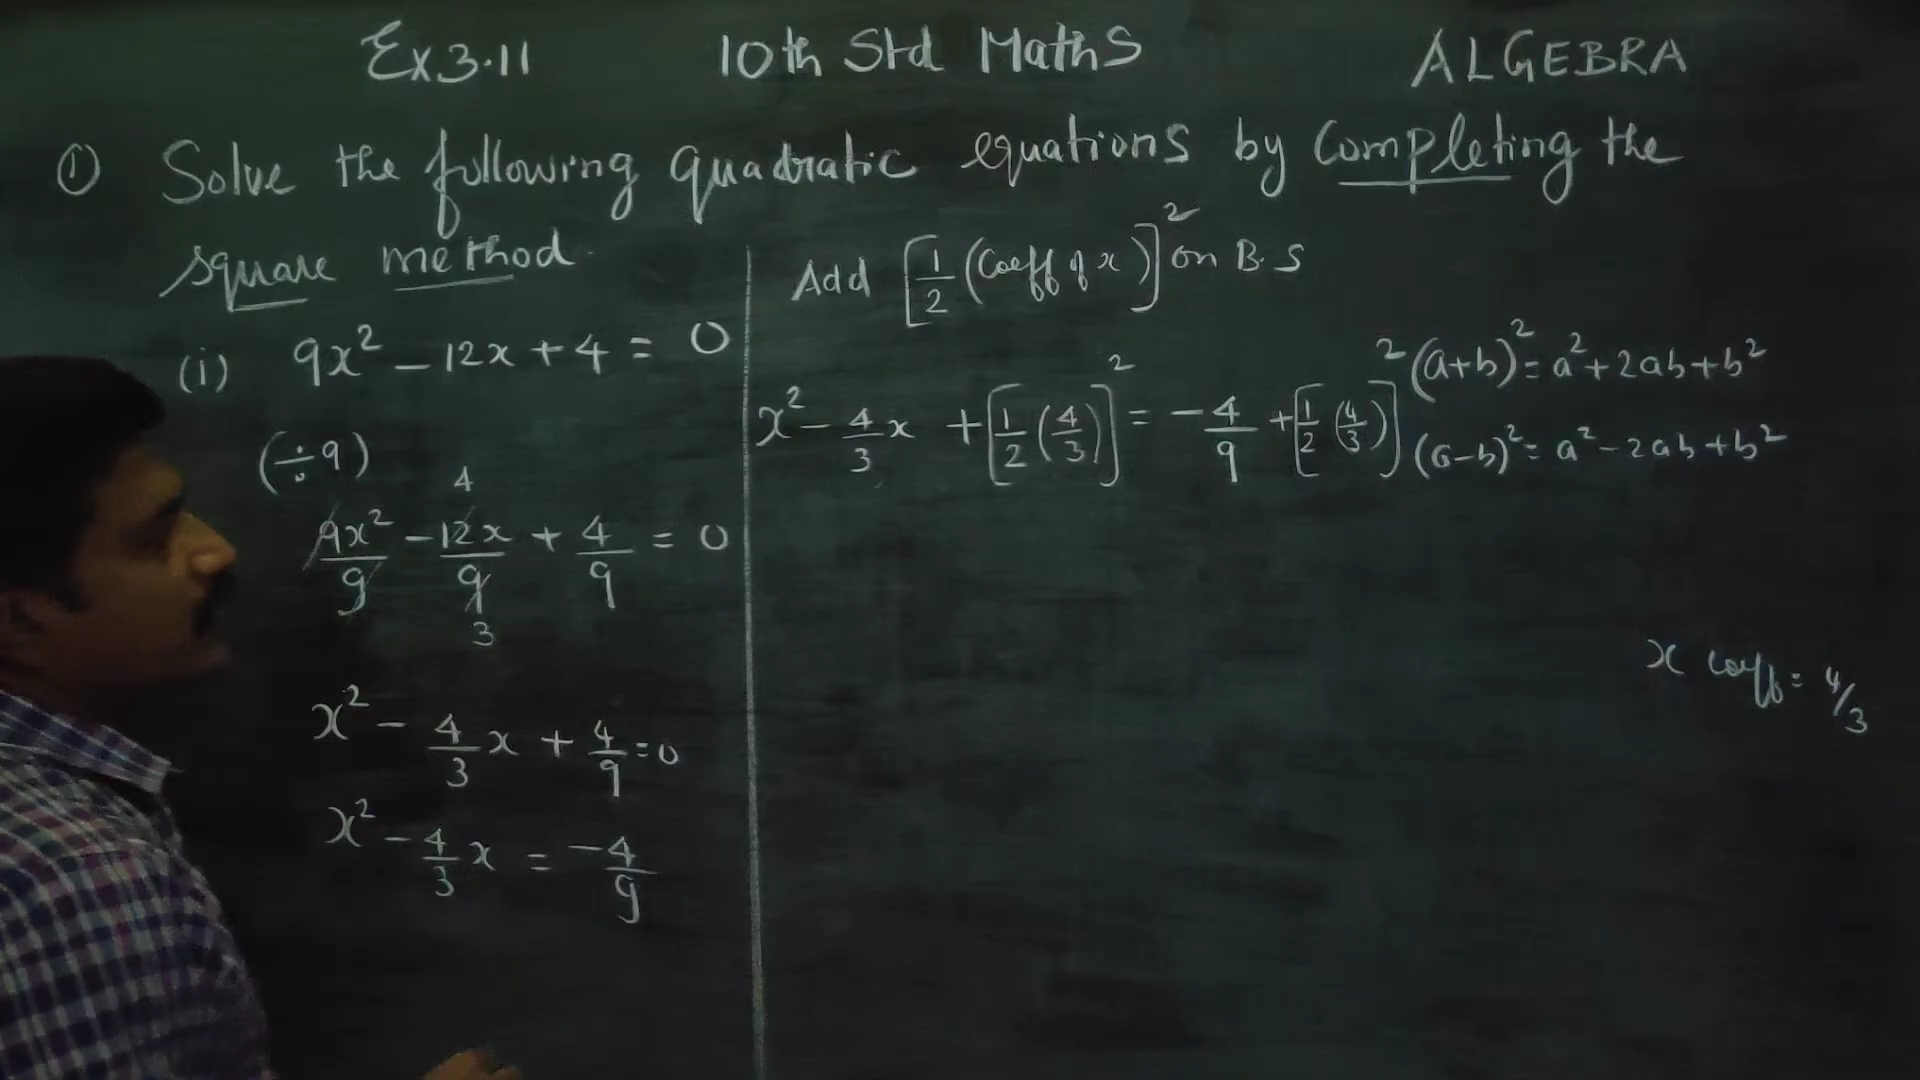 Ex 3.11 10th Std Maths ALGEBRA
① Solve the following quadratic equations by completing the
square method.
(i) 9x² - 12x + 4 = 0
(÷9)
9x²/9 - 12x/9 + 4/9 = 0
4
3
x² - 4/3 x + 4/9 = 0
x² - 4/3 x = -4/9
Add [1/2 (Coeff of x)]² on B.S
x² - 4/3 x + [1/2 (4/3)]² = -4/9 + [1/2 (4/3)]²
(a+b)² = a² + 2ab + b²
(a-b)² = a² - 2ab + b²
x coeff = 4/3